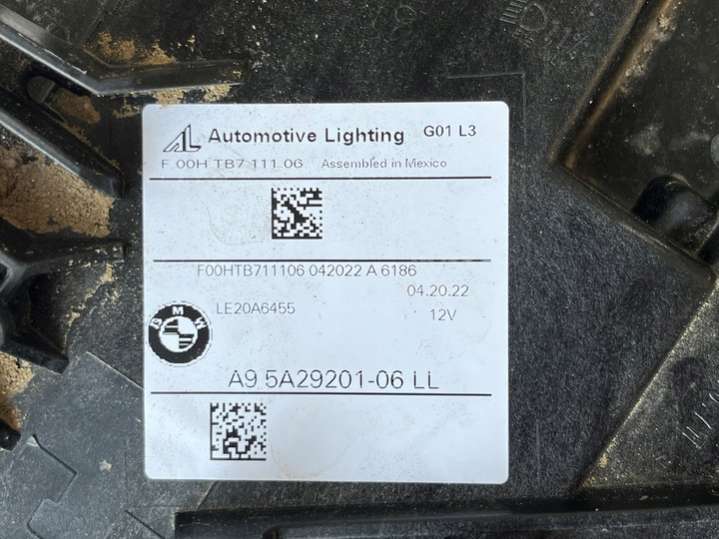 AL Automotive Lighting G01 L3
F 00H TB7 111 06 Assembled in Mexico
F00HTB711106 042022 A 6186
04.20.22
LE20A6455
12V
BMW
A9 5A29201-06 LL